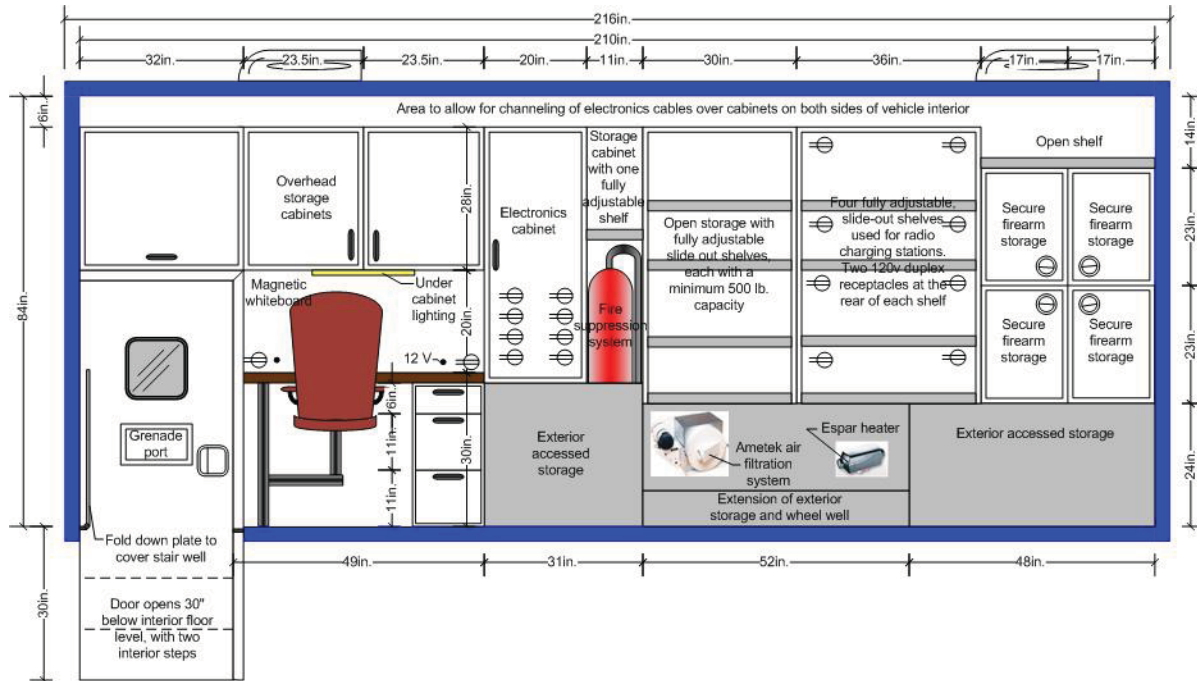 216in.
210in.
32in.
23.5in.
23.5in.
20in.
11in.
30in.
36in.
17in.
17in.
6in.
84in.
30in.
Area to allow for channeling of electronics cables over cabinets on both sides of vehicle interior
14in.
23in.
23in.
24in.
Overhead
storage
cabinets
28in.
20in.
30in.
Magnetic
whiteboard
Under
cabinet
lighting
12 V
6in.
11in.
11in.
Electronics
cabinet
Storage
cabinet
with one
fully
adjustable
shelf
Fire
suppression
system
Open storage with
fully adjustable
slide out shelves,
each with a
minimum 500 lb.
capacity
Four fully adjustable,
slide-out shelves
used for radio
charging stations.
Two 120v duplex
receptacles at the
rear of each shelf
Open shelf
Secure
firearm
storage
Secure
firearm
storage
Secure
firearm
storage
Secure
firearm
storage
Grenade
port
Exterior
accessed
storage
Ametek air
filtration
system
Espar heater
Extension of exterior
storage and wheel well
Exterior accessed storage
Fold down plate to
cover stair well
49in.
31in.
52in.
48in.
Door opens 30"
below interior floor
level, with two
interior steps